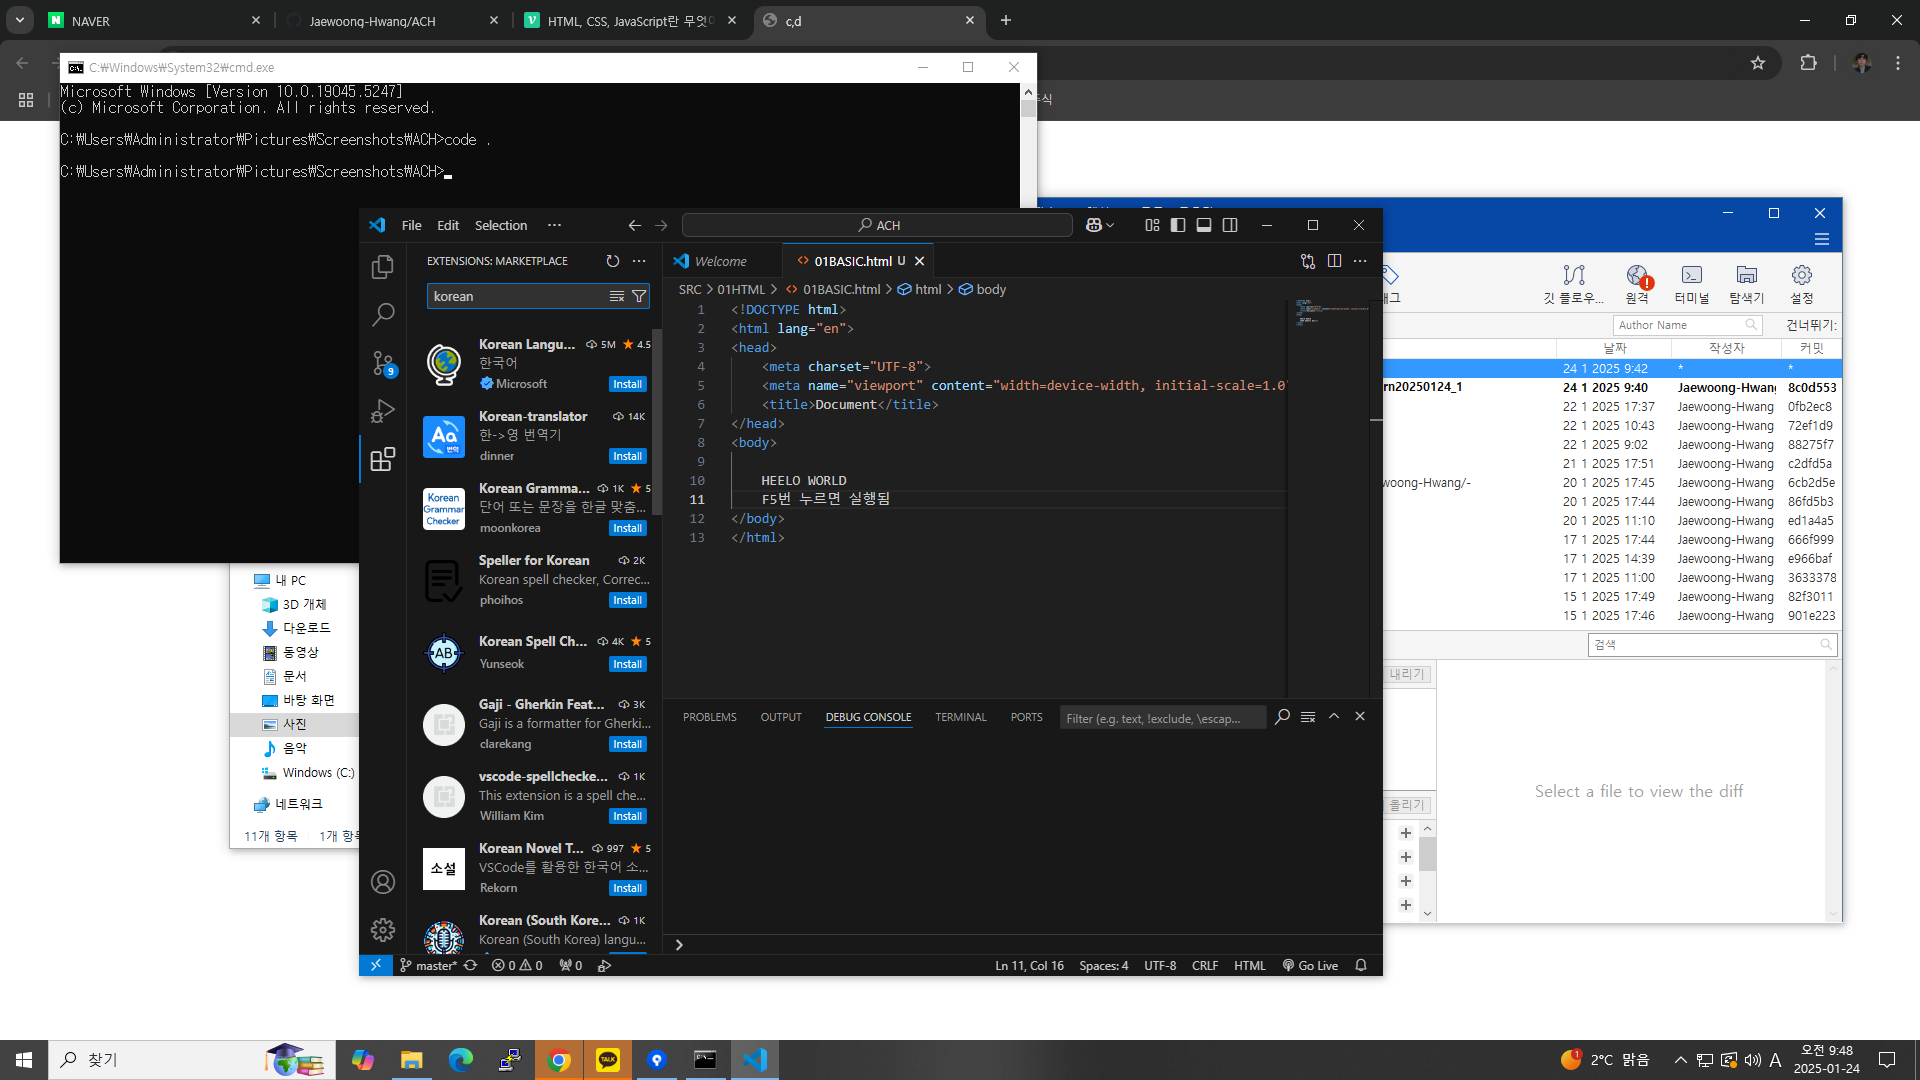 NAVER
Jaewoong-Hwang/ACH
HTML, CSS, JavaScript란 무엇이
c,d
주식
C:\Windows\System32\cmd.exe
Microsoft Windows [Version 10.0.19045.5247]
(c) Microsoft Corporation. All rights reserved.
C:₩Users₩Administrator₩Pictures₩Screenshots₩ACH>code .
C:₩Users₩Administrator₩Pictures₩Screenshots₩ACH>
File
Edit
Selection
ACH
EXTENSIONS: MARKETPLACE
korean
Korean Langu... 5M 4.5
한국어
Microsoft
Install
Korean-translator 14K
한->영 번역기
dinner
Install
Korean Gramma... 1K 5
단어 또는 문장을 한글 맞춤...
moonkorea
Install
Korean
Grammar
Checker
Speller for Korean 2K
Korean spell checker, Correc...
phoihos
Install
Korean Spell Ch... 4K 5
Yunseok
Install
Gaji - Gherkin Feat... 3K
Gaji is a formatter for Gherki...
clarekang
Install
vscode-spellchecke... 1K
This extension is a spell che...
William Kim
Install
Korean Novel T... 997 5
VSCode를 활용한 한국어 소...
Rekorn
Install
소설
Korean (South Kore... 1K
Korean (South Korea) langu...
Welcome
01BASIC.html U
SRC > 01HTML > 01BASIC.html > html > body
1 <!DOCTYPE html>
2 <html lang="en">
3 <head>
4 <meta charset="UTF-8">
5 <meta name="viewport" content="width=device-width, initial-scale=1.0"
6 <title>Document</title>
7 </head>
8 <body>
9
10 HEELO WORLD
11 F5번 누르면 실행됨
12 </body>
13 </html>
PROBLEMS
OUTPUT
DEBUG CONSOLE
TERMINAL
PORTS
Filter (e.g. text, !exclude, \escap...
master*
0 0
0
Ln 11, Col 16
Spaces: 4
UTF-8
CRLF
HTML
Go Live
9
내 PC
3D 개체
다운로드
동영상
문서
바탕 화면
사진
음악
Windows (C:)
네트워크
11개 항목
1개 항목
깃 플로우...
원격
터미널
탐색기
설정
Author Name
건너뛰기:
날짜
작성자
커밋
24 1 2025 9:42 * *
rn20250124_1 24 1 2025 9:40 Jaewoong-Hwang 8c0d553
22 1 2025 17:37 Jaewoong-Hwang 0fb2ec8
22 1 2025 10:43 Jaewoong-Hwang 72ef1d9
22 1 2025 9:02 Jaewoong-Hwang 88275f7
21 1 2025 17:51 Jaewoong-Hwang c2dfd5a
woong-Hwang/- 20 1 2025 17:45 Jaewoong-Hwang 6cb2d5e
20 1 2025 17:44 Jaewoong-Hwang 86fd5b3
20 1 2025 11:10 Jaewoong-Hwang ed1a4a5
17 1 2025 17:44 Jaewoong-Hwang 666f999
17 1 2025 14:39 Jaewoong-Hwang e966baf
17 1 2025 11:00 Jaewoong-Hwang 3633378
15 1 2025 17:49 Jaewoong-Hwang 82f3011
15 1 2025 17:46 Jaewoong-Hwang 901e223
검색
내리기
Select a file to view the diff
올리기
찾기
TALK
2°C 맑음
A
오전 9:48
2025-01-24